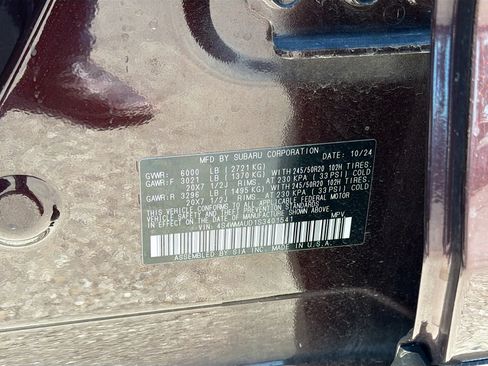 MFD BY SUBARU CORPORATION DATE: 10/24
GVWR: 6000 LB ( 2721 KG)
GAWR:F 3021 LB ( 1370 KG) WITH 245/50R20 102H TIRES,
20X7 1/2J RIMS AT 230 KPA ( 33 PSI) COLD
GAWR:R 3296 LB ( 1495 KG) WITH 245/50R20 102H TIRES,
20X7 1/2J RIMS AT 230 KPA ( 33 PSI) COLD
THIS VEHICLE CONFORMS TO ALL APPLICABLE FEDERAL MOTOR
VEHICLE SAFETY STANDARDS
IN EFFECT ON THE DATE OF MANUFACTURE SHOWN ABOVE.
VIN: 4S4WMAUD1S3401541 MPV
ASSEMBLED BY SIA INC. MADE IN U.S.A.